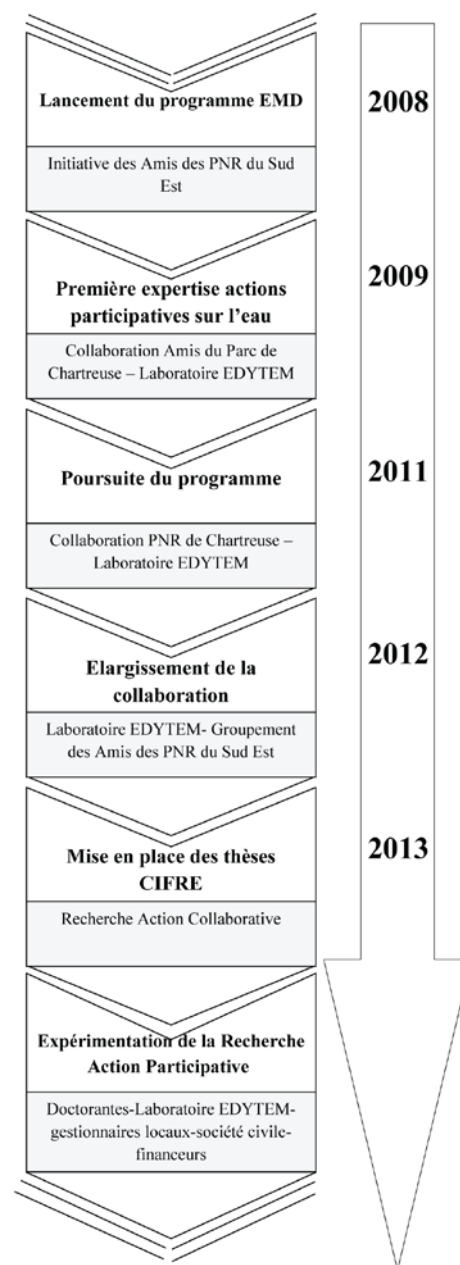 Lancement du programme EMD
2008
Initiative des Amis des PNR du Sud
Est
2009
Première expertise actions
participatives sur l'eau
Collaboration Amis du Parc de
Chartreuse – Laboratoire EDYTEM
2011
Poursuite du programme
Collaboration PNR de Chartreuse –
Laboratoire EDYTEM
2012
Elargissement de la
collaboration
Laboratoire EDYTEM- Groupement
des Amis des PNR du Sud Est
2013
Mise en place des thèses
CIFRE
Recherche Action Collaborative
Expérimentation de la Recherche
Action Participative
Doctorantes-Laboratoire EDYTEM-
gestionnaires locaux-société civile-
financeurs